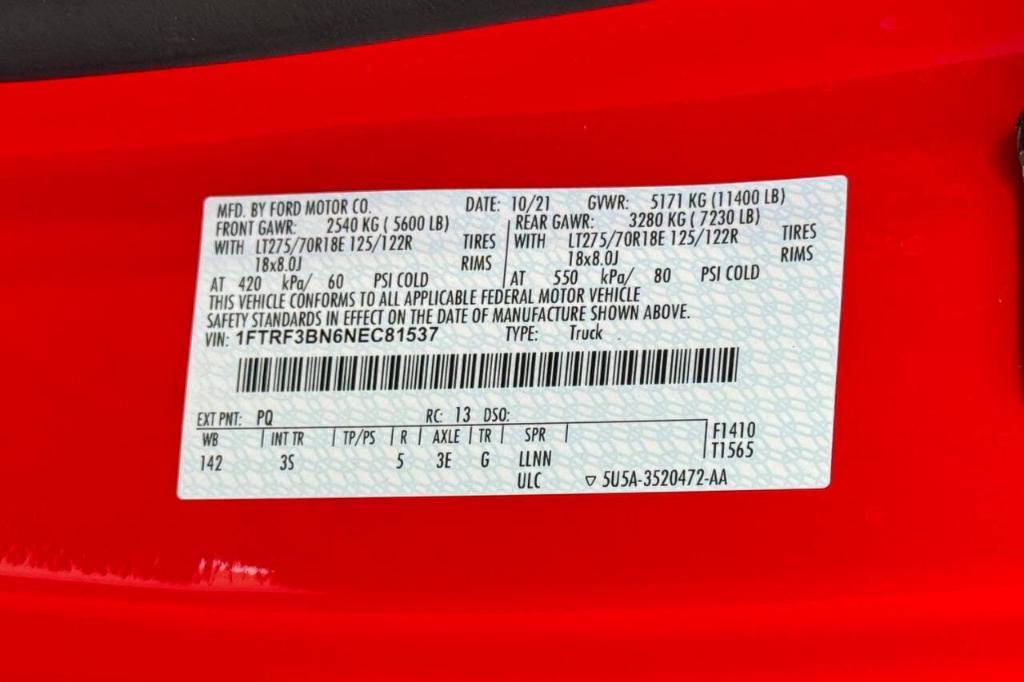 MFD. BY FORD MOTOR CO. DATE: 10/21 GVWR: 5171 KG (11400 LB)
FRONT GAWR: 2540 KG ( 5600 LB) REAR GAWR: 3280 KG ( 7230 LB)
WITH LT275/70R18E 125/122R TIRES WITH LT275/70R18E 125/122R TIRES
18x8.0J RIMS 18x8.0J RIMS
AT 420 kPa/ 60 PSI COLD AT 550 kPa/ 80 PSI COLD
THIS VEHICLE CONFORMS TO ALL APPLICABLE FEDERAL MOTOR VEHICLE
SAFETY STANDARDS IN EFFECT ON THE DATE OF MANUFACTURE SHOWN ABOVE.
VIN: 1FTRF3BN6NEC81537 TYPE: Truck
EXT PNT: PQ RC: 13 DSO:
WB INT TR TP/PS R AXLE TR SPR F1410
142 3S 5 3E G LLNN T1565
ULC ▽ 5U5A-3520472-AA